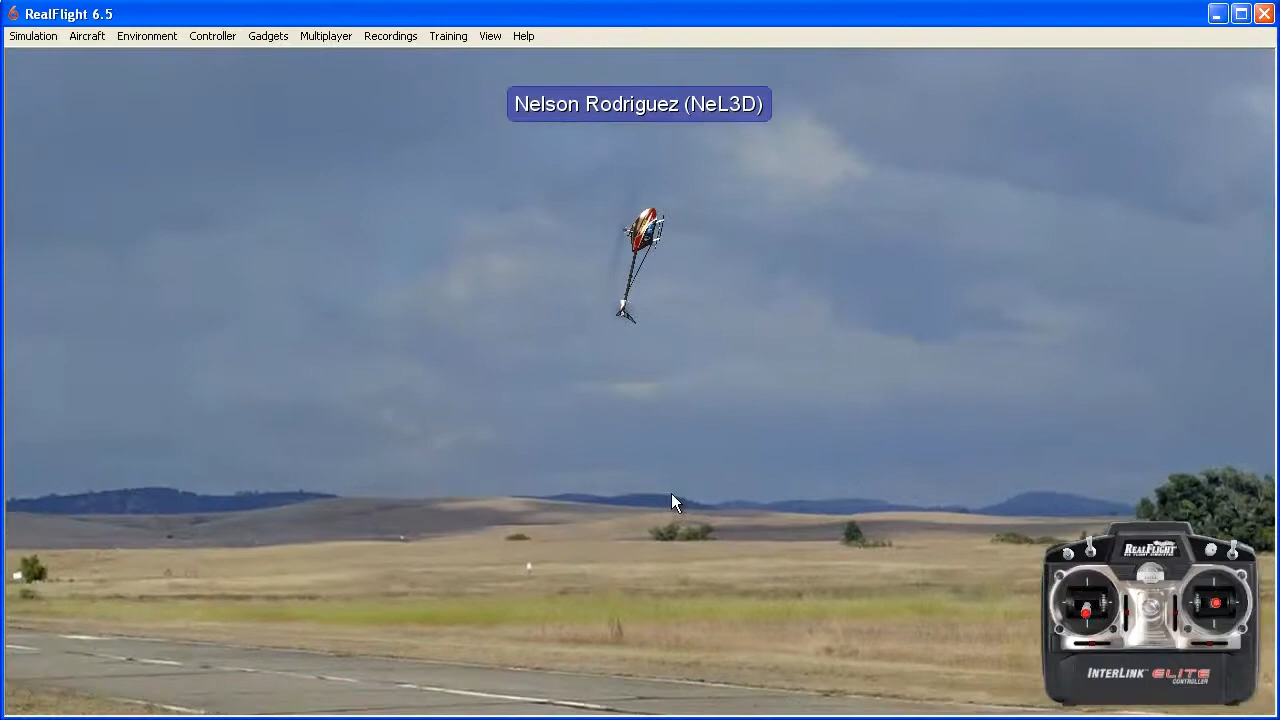 RealFlight 6.5
Simulation Aircraft Environment Controller Gadgets Multiplayer Recordings Training View Help
Nelson Rodriguez (NeL3D)
REALFLIGHT
INTERLINK ELITE
CONTROLLER